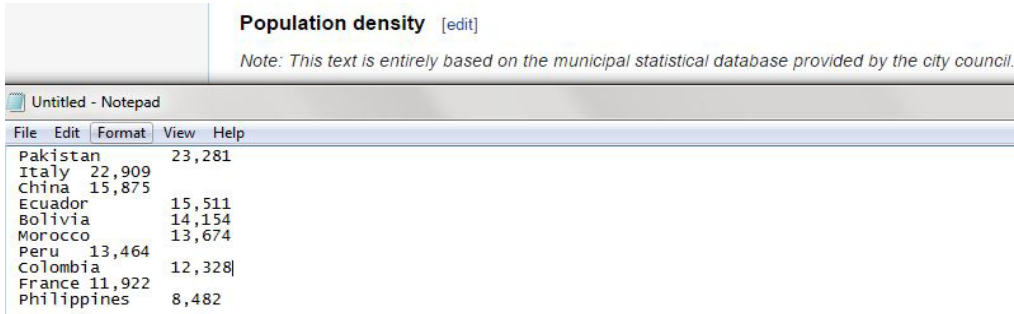 Population density [edit]
Note: This text is entirely based on the municipal statistical database provided by the city council.
Untitled - Notepad
File Edit Format View Help
Pakistan 23,281
Italy 22,909
China 15,875
Ecuador 15,511
Bolivia 14,154
Morocco 13,674
Peru 13,464
Colombia 12,328
France 11,922
Philippines 8,482